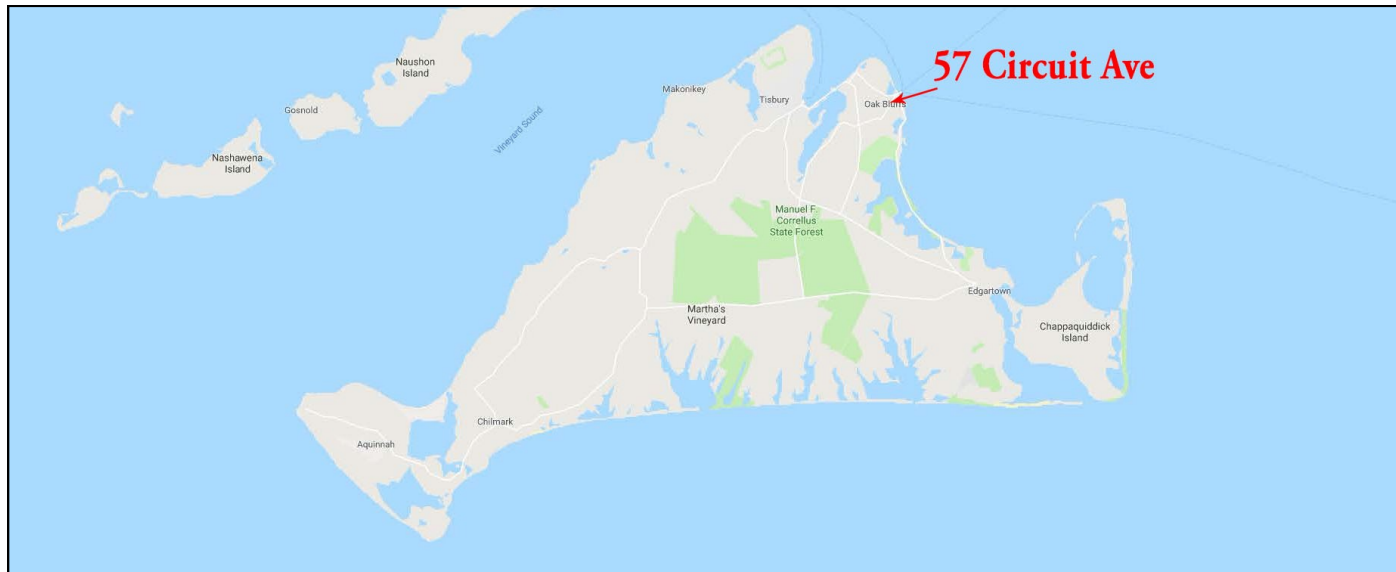 Naushon
Island
57 Circuit Ave
Makonikey
Tisbury
Oak Bluffs
Gosnold
Vineyard Sound
Nashawena
Island
Manuel F.
Correllus
State Forest
Edgartown
Martha's
Vineyard
Chappaquiddick
Island
Chilmark
Aquinnah